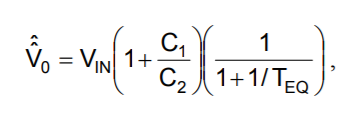 V̂̂₀ = V_IN (1 + C₁/C₂) (1/(1 + 1/T_EQ)),